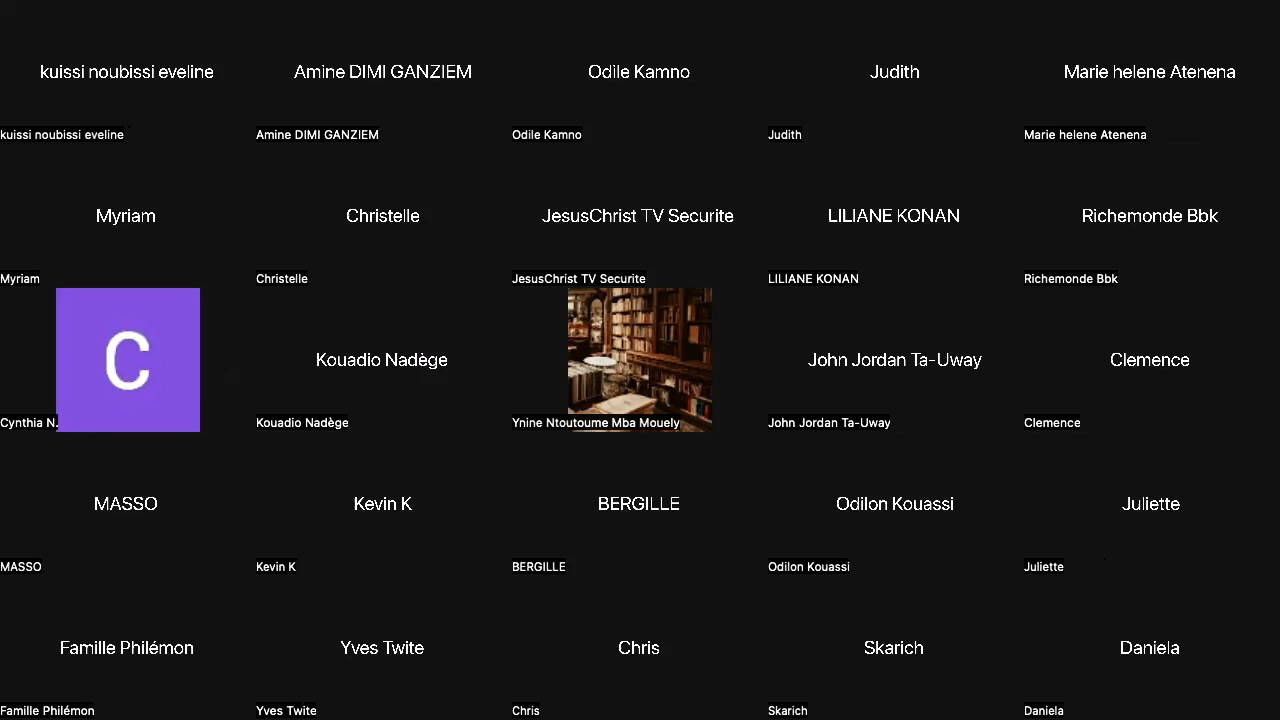 kuissi noubissi eveline
Amine DIMI GANZIEM
Odile Kamno
Judith
Marie helene Atenena
kuissi noubissi eveline
Amine DIMI GANZIEM
Odile Kamno
Judith
Marie helene Atenena
Myriam
Christelle
JesusChrist TV Securite
LILIANE KONAN
Richemonde Bbk
Myriam
Christelle
JesusChrist TV Securite
LILIANE KONAN
Richemonde Bbk
C
Kouadio Nadège
John Jordan Ta-Uway
Clemence
Cynthia N.
Kouadio Nadège
Ynine Ntoutoume Mba Mouely
John Jordan Ta-Uway
Clemence
MASSO
Kevin K
BERGILLE
Odilon Kouassi
Juliette
MASSO
Kevin K
BERGILLE
Odilon Kouassi
Juliette
Famille Philémon
Yves Twite
Chris
Skarich
Daniela
Famille Philémon
Yves Twite
Chris
Skarich
Daniela